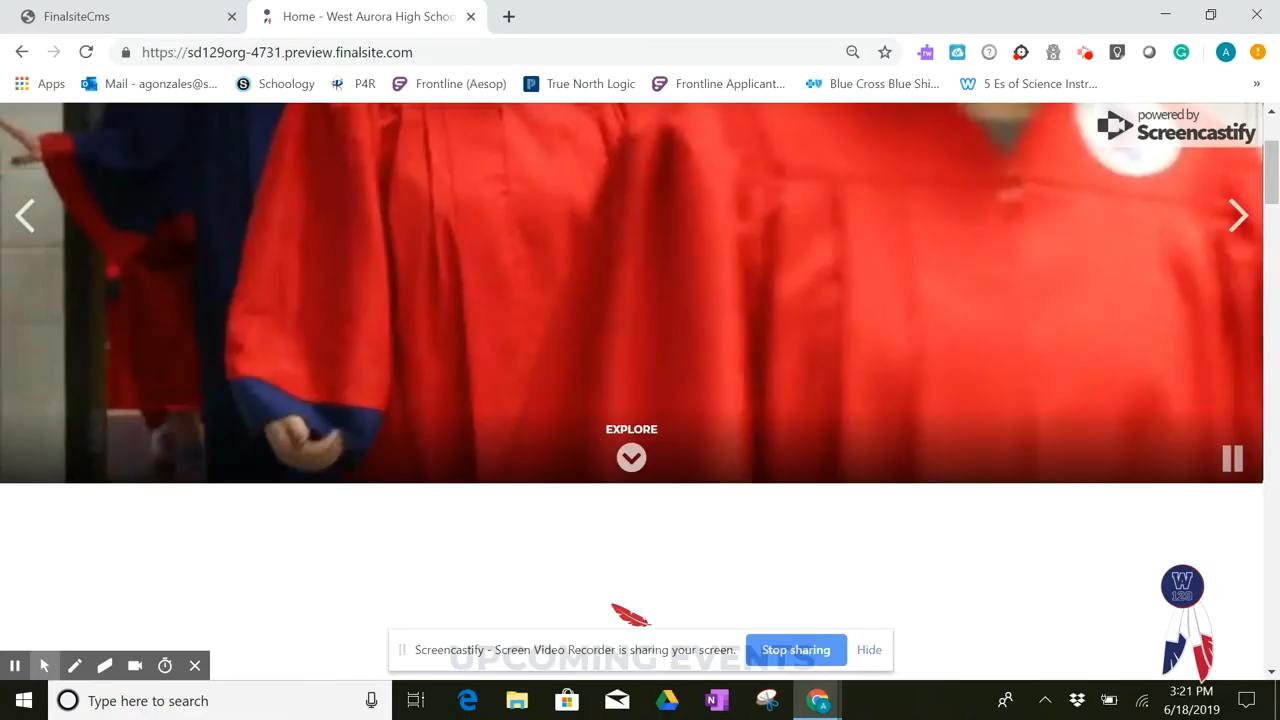 FinalsiteCms
Home - West Aurora High Schoo
https://sd129org-4731.preview.finalsite.com
Apps
Mail - agonzales@s...
Schoology
P4R
Frontline (Aesop)
True North Logic
Frontline Applicant...
Blue Cross Blue Shi...
5 Es of Science Instr...
»
powered by
Screencastify
EXPLORE
W
129
UPCOMING EVENTS
Screencastify - Screen Video Recorder is sharing your screen.
Stop sharing
Hide
Type here to search
3:21 PM
6/18/2019